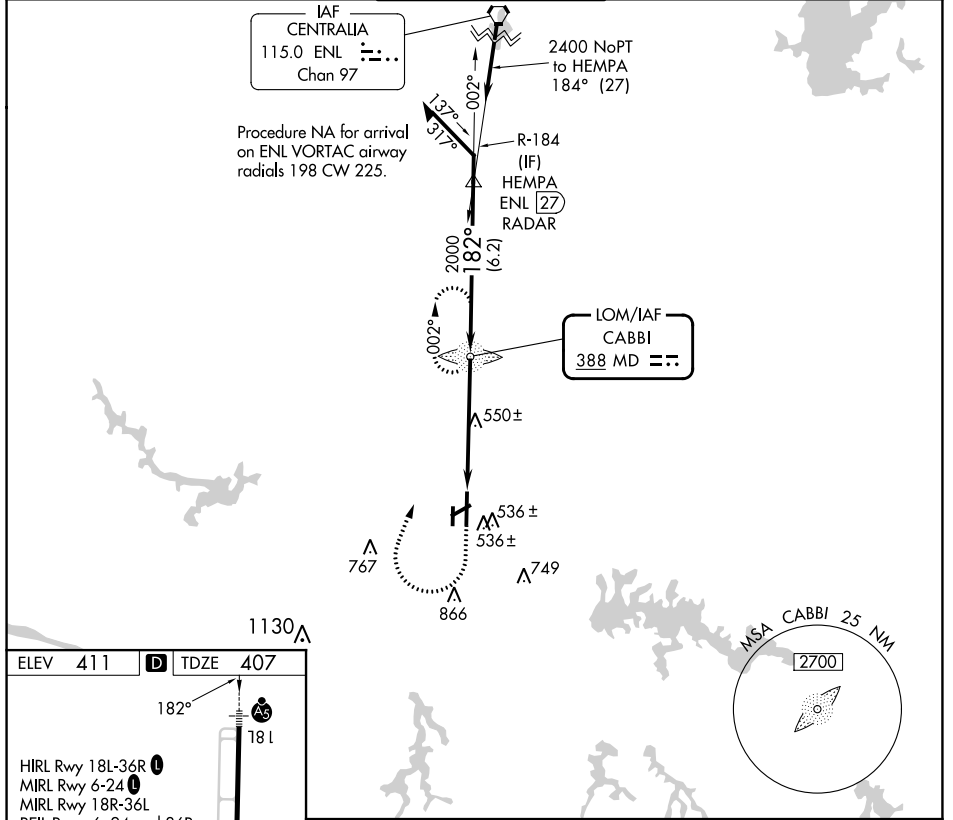 IAF
CENTRALIA
115.0 ENL
Chan 97
2400 NoPT
to HEMPA
184° (27)
002°
137°
317°
Procedure NA for arrival
on ENL VORTAC airway
radials 198 CW 225.
R-184
(IF)
HEMPA
ENL 27
RADAR
2000
182°
(6.2)
002°
LOM/IAF
CABBI
388 MD
550±
536±
536±
767
749
866
1130
MSA CABBI 25 NM
2700
ELEV 411 D TDZE 407
182°
A5
18L
HIRL Rwy 18L-36R L
MIRL Rwy 6-24 L
MIRL Rwy 18R-36L